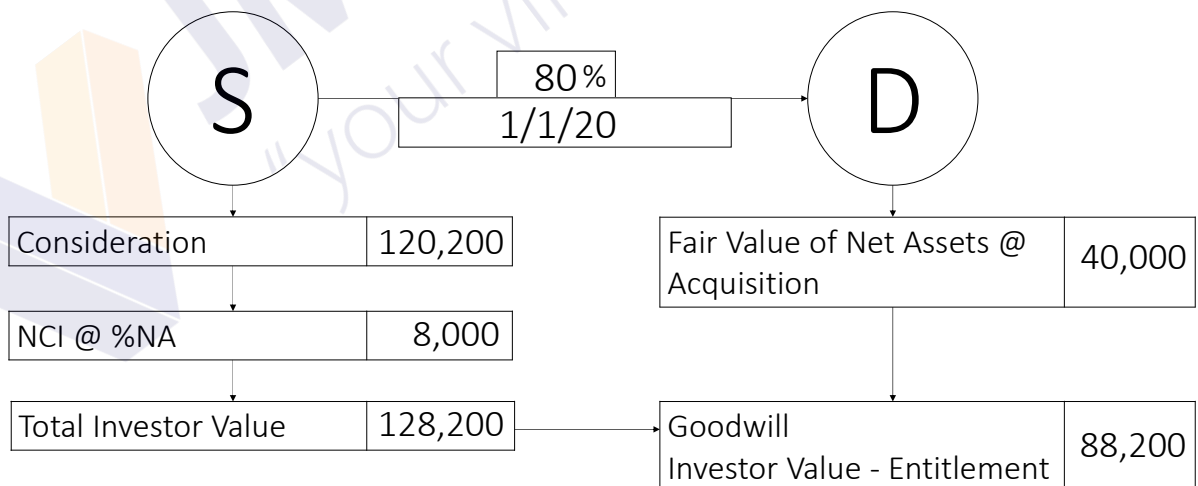 S
80%
1/1/20
D
Consideration 120,200
Fair Value of Net Assets @
Acquisition 40,000
NCI @ %NA 8,000
Total Investor Value 128,200
Goodwill
Investor Value - Entitlement 88,200
"your